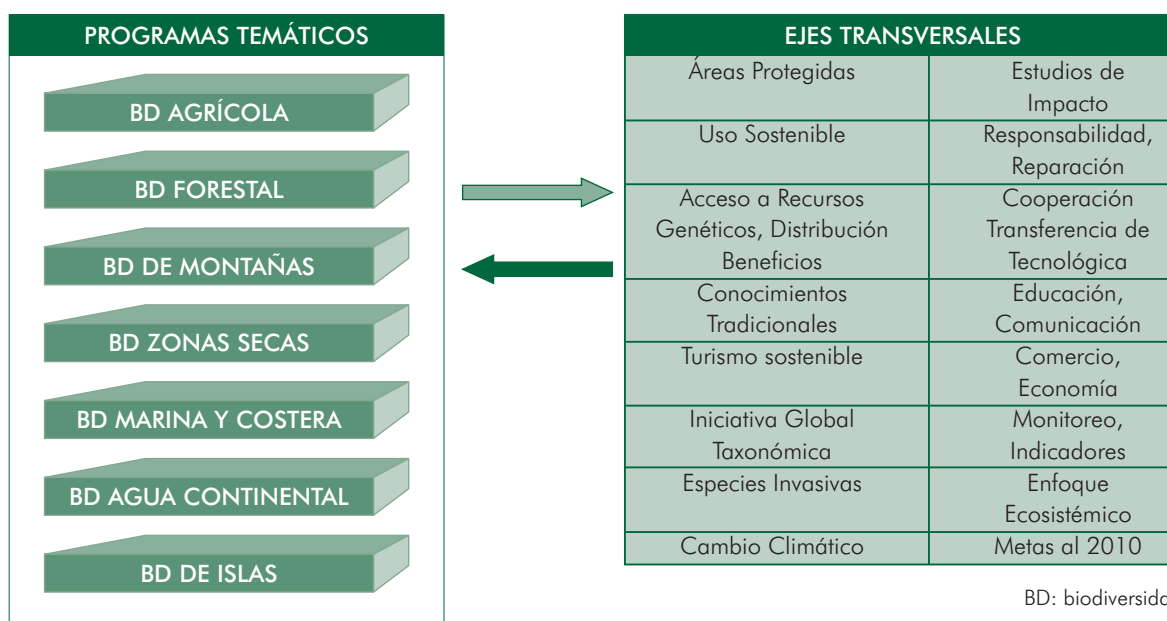 PROGRAMAS TEMÁTICOS
BD AGRÍCOLA
BD FORESTAL
BD DE MONTAÑAS
BD ZONAS SECAS
BD MARINA Y COSTERA
BD AGUA CONTINENTAL
BD DE ISLAS
EJES TRANSVERSALES
Áreas Protegidas
Estudios de
Impacto
Uso Sostenible
Responsabilidad,
Reparación
Acceso a Recursos
Genéticos, Distribución
Beneficios
Cooperación
Transferencia de
Tecnológica
Conocimientos
Tradicionales
Educación,
Comunicación
Turismo sostenible
Comercio,
Economía
Iniciativa Global
Taxonómica
Monitoreo,
Indicadores
Especies Invasivas
Enfoque
Ecosistémico
Cambio Climático
Metas al 2010
BD: